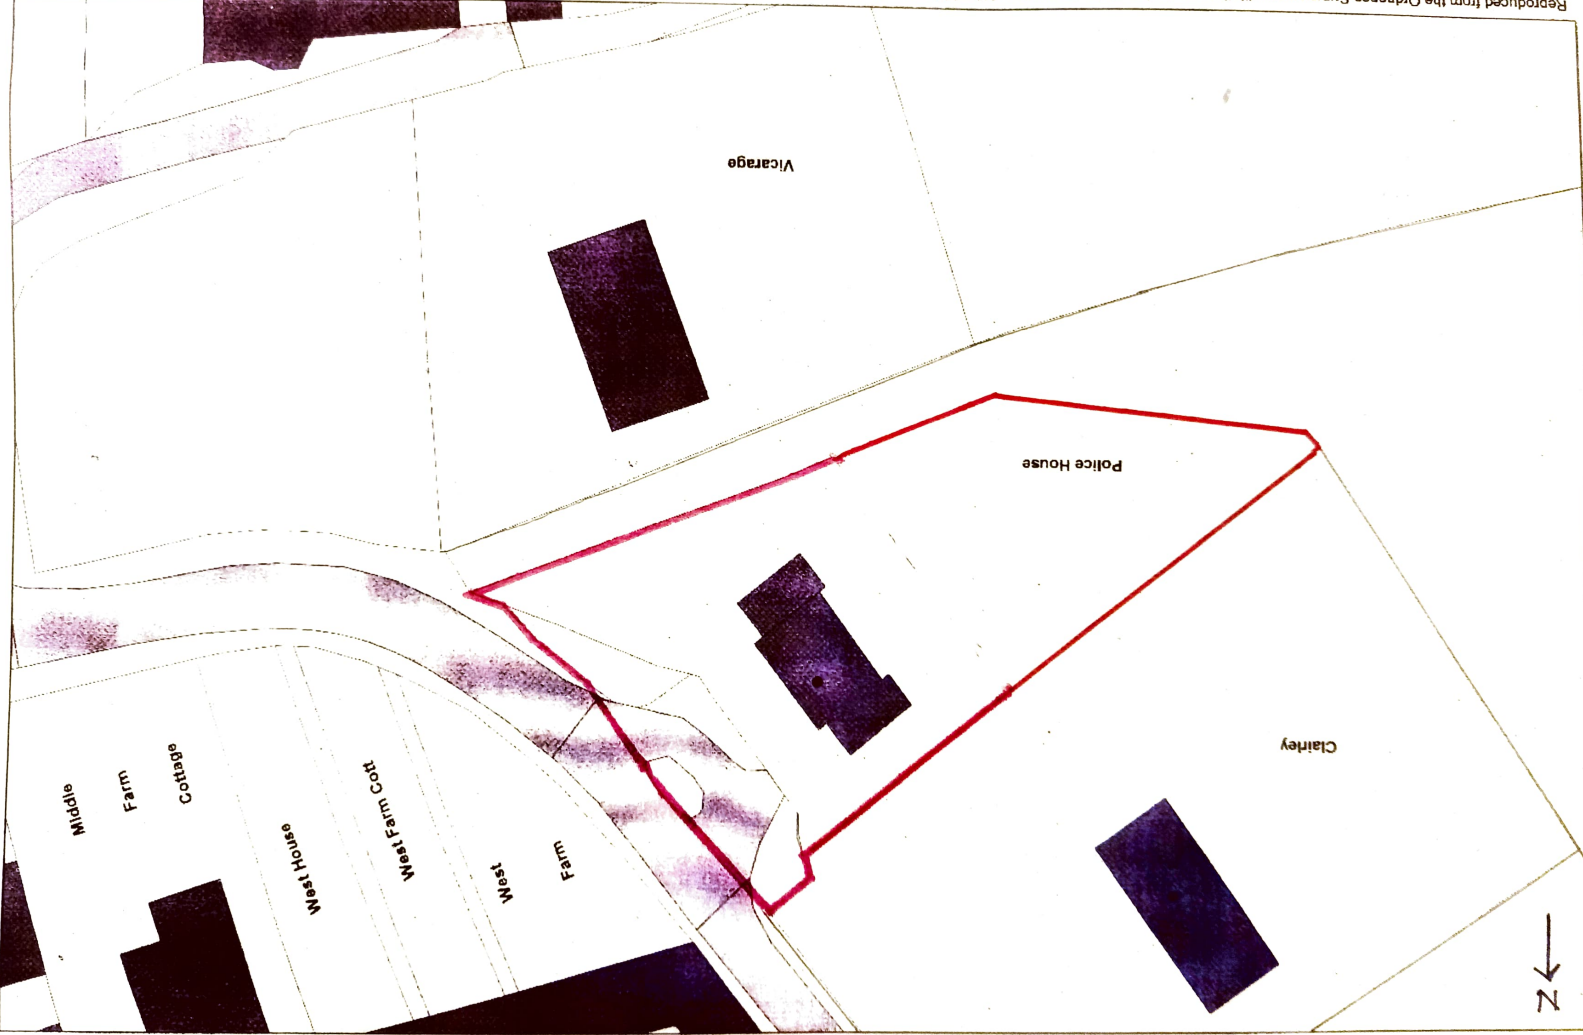 Reproduced from the Ordnance
Vicarage
Police House
Clairley
Middle
Farm
Cottage
West House
West Farm Cott
West
Farm
N